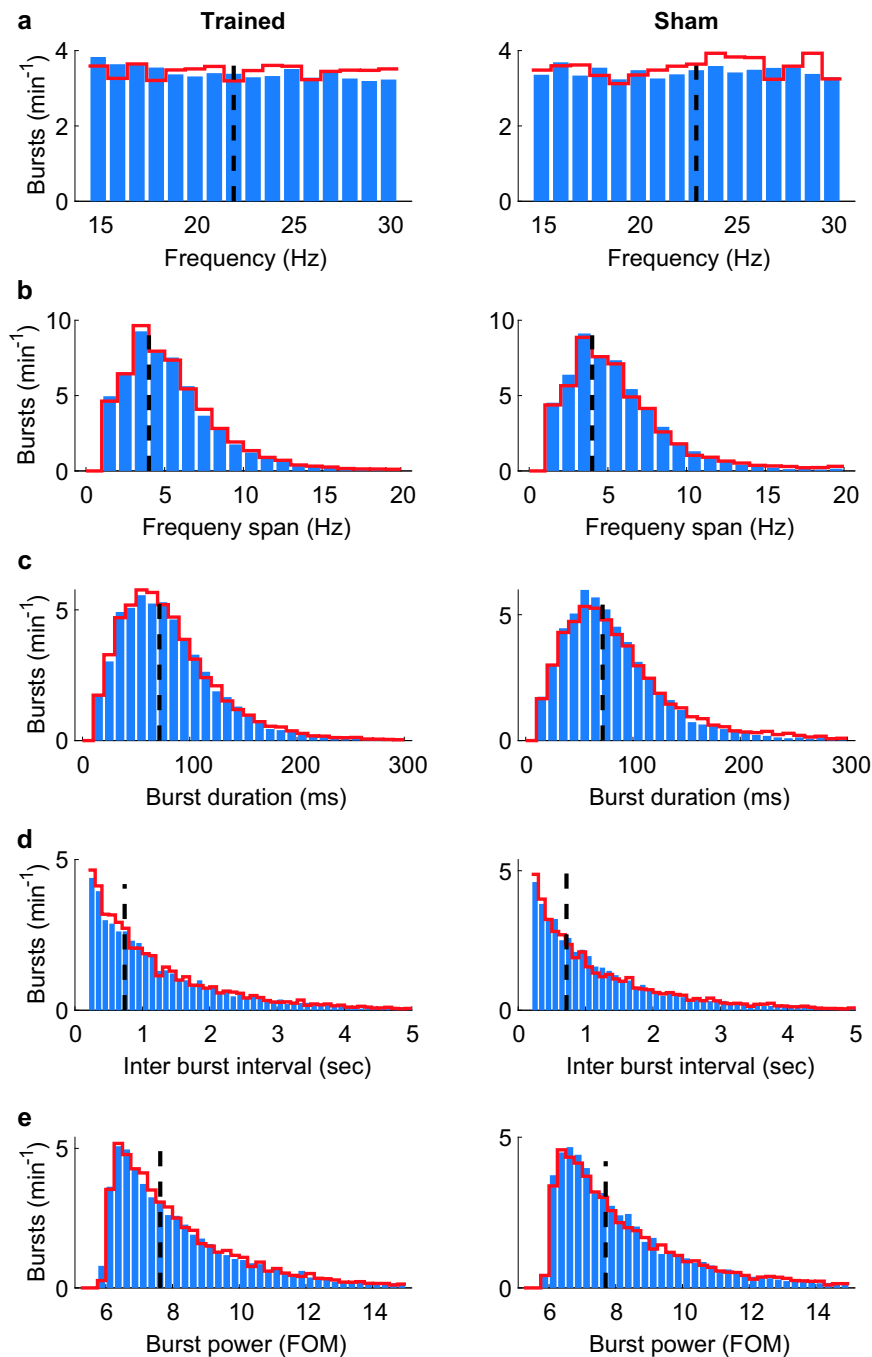 a
Trained
Sham
Bursts (min-1)
4
2
0
15 20 25 30
Frequency (Hz)
4
2
0
15 20 25 30
Frequency (Hz)
b
Bursts (min-1)
10
5
0
0 5 10 15 20
Frequeny span (Hz)
10
5
0
0 5 10 15 20
Frequeny span (Hz)
c
Bursts (min-1)
5
0
0 100 200 300
Burst duration (ms)
5
0
0 100 200 300
Burst duration (ms)
d
Bursts (min-1)
5
0
0 1 2 3 4 5
Inter burst interval (sec)
5
0
0 1 2 3 4 5
Inter burst interval (sec)
e
Bursts (min-1)
5
0
6 8 10 12 14
Burst power (FOM)
5
0
6 8 10 12 14
Burst power (FOM)